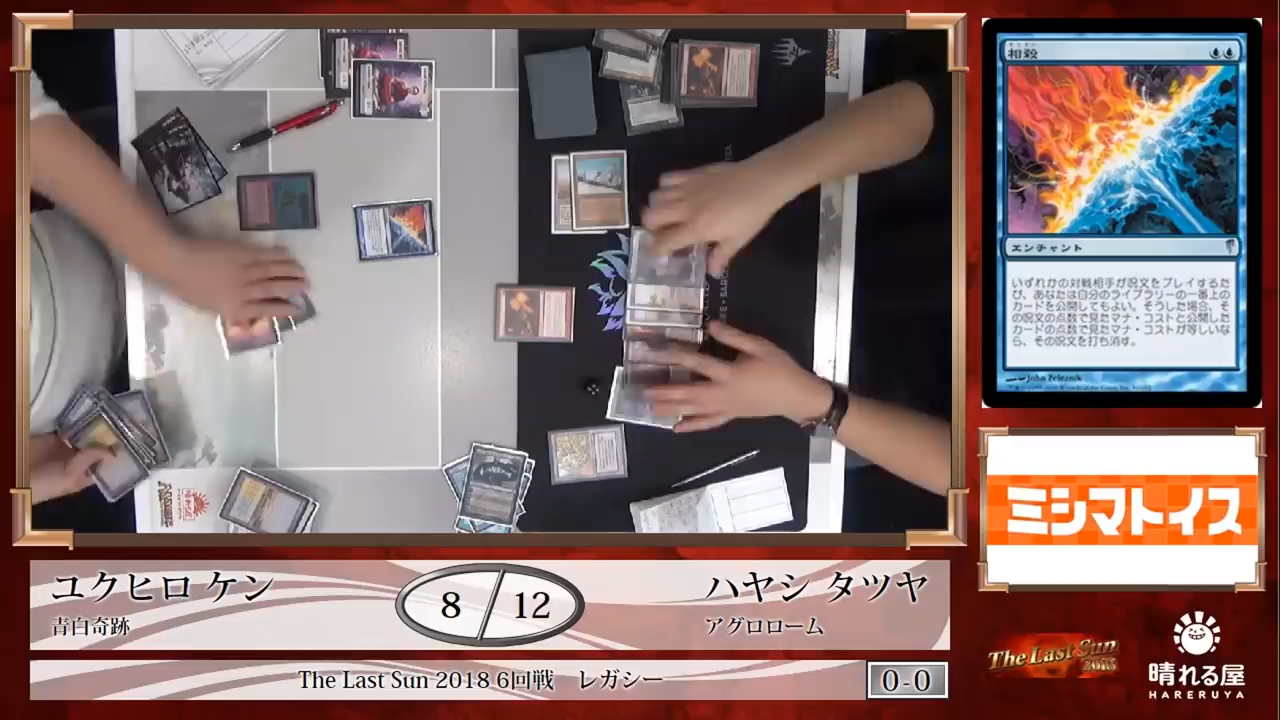 相殺
エンチャント
いずれかの対戦相手が呪文をプレイするた
び、あなたは自分のライブラリーの一番上の
カードを公開してもよい。そうした場合、そ
の呪文の点数で見たマナ・コストと公開した
カードの点数で見たマナ・コストが等しいな
ら、その呪文を打ち消す。
John Zeleznik
ミシマトイス
ユクヒロ ケン
青白奇跡
8 / 12
ハヤシ タツヤ
アグロローム
The Last Sun 2018 6回戦 レガシー
0-0
The Last Sun
2018
晴れる屋
HARERUYA